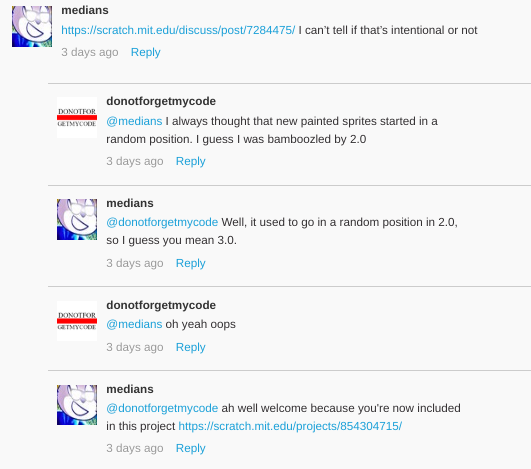 medians
https://scratch.mit.edu/discuss/post/7284475/ I can't tell if that's intentional or not
3 days ago Reply
DONOTFOR
GETMYCODE
donotforgetmycode
@medians I always thought that new painted sprites started in a
random position. I guess I was bamboozled by 2.0
3 days ago Reply
medians
@donotforgetmycode Well, it used to go in a random position in 2.0,
so I guess you mean 3.0.
3 days ago Reply
DONOTFOR
GETMYCODE
donotforgetmycode
@medians oh yeah oops
3 days ago Reply
medians
@donotforgetmycode ah well welcome because you're now included
in this project https://scratch.mit.edu/projects/854304715/
3 days ago Reply